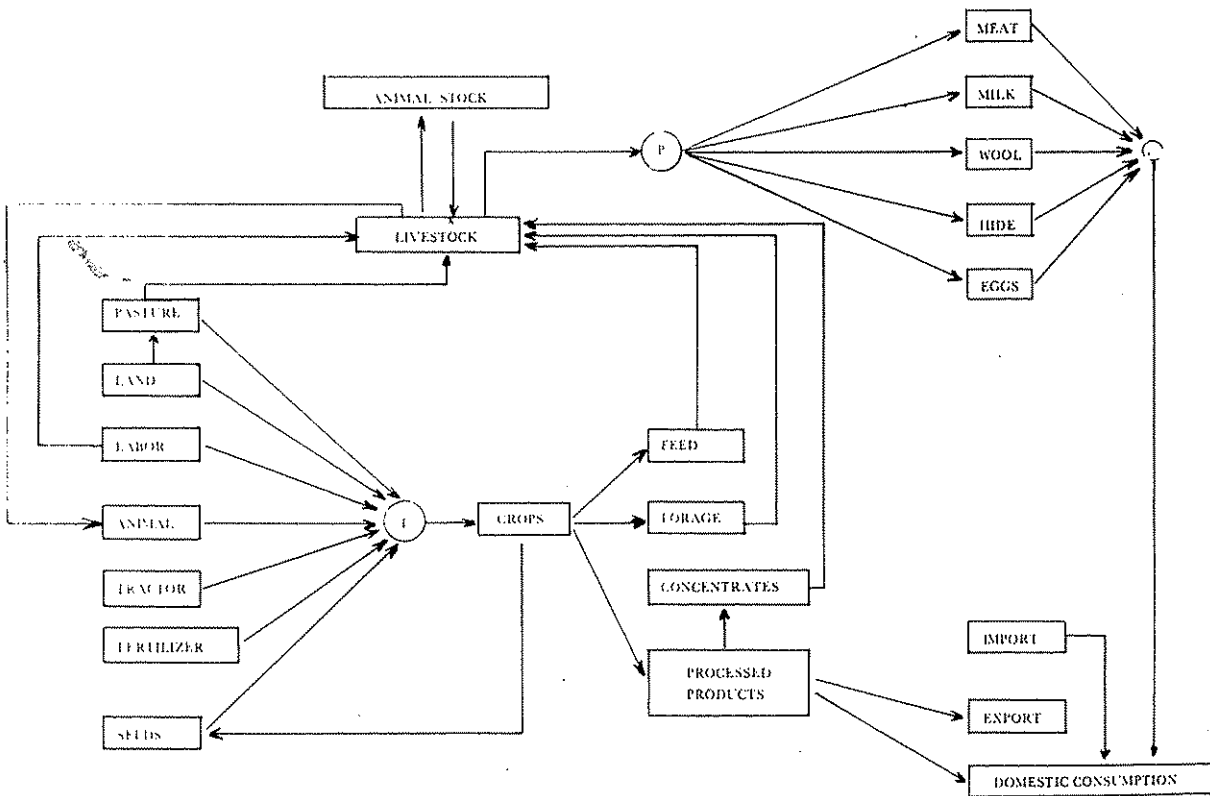 MEAT
ANIMAL STOCK
MILK
P
WOOL
LIVESTOCK
HIDE
EGGS
PASTURE
LAND
LABOR
FEED
ANIMAL
CROPS
FORAGE
TRACTOR
CONCENTRATES
FERTILIZER
IMPORT
PROCESSED
PRODUCTS
SEEDS
EXPORT
DOMESTIC CONSUMPTION